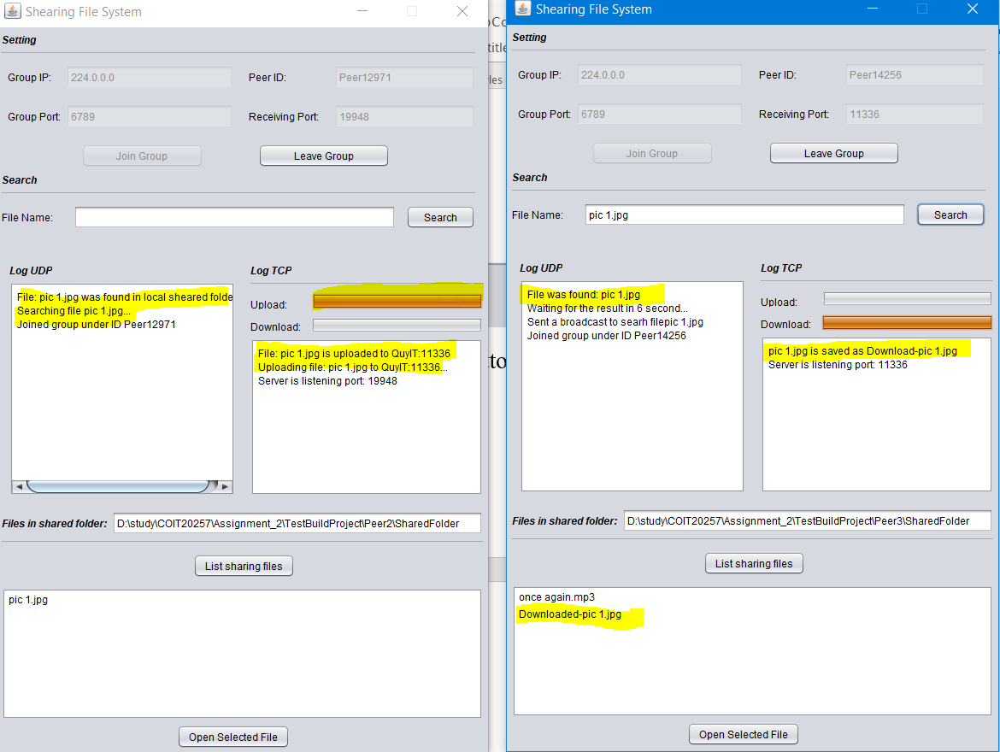 Shearing File System
Setting
Group IP: 224.0.0.0 Peer ID: Peer12971
Group Port: 6789 Receiving Port: 19948
Join Group Leave Group
Search
File Name: Search
Log UDP Log TCP
Upload:
Download:
File: pic 1.jpg was found in local sheared folde
Searching file pic 1.jpg...
Joined group under ID Peer12971
File: pic 1.jpg is uploaded to QuyIT:11336
Uploading file: pic 1.jpg to QuyIT:11336...
Server is listening port: 19948
Files in shared folder: D:\study\COIT20257\Assignment_2\TestBuildProject\Peer2\SharedFolder
List sharing files
pic 1.jpg
Open Selected File
oCo
title
yles
to
Shearing File System
Setting
Group IP: 224.0.0.0 Peer ID: Peer14256
Group Port: 6789 Receiving Port: 11336
Join Group Leave Group
Search
File Name: pic 1.jpg Search
Log UDP Log TCP
Upload:
Download:
File was found: pic 1.jpg
Waiting for the result in 6 second...
Sent a broadcast to searh filepic 1.jpg
Joined group under ID Peer14256
pic 1.jpg is saved as Download-pic 1.jpg
Server is listening port: 11336
Files in shared folder: D:\study\COIT20257\Assignment_2\TestBuildProject\Peer3\SharedFolder
List sharing files
once again.mp3
Downloaded-pic 1.jpg
Open Selected File